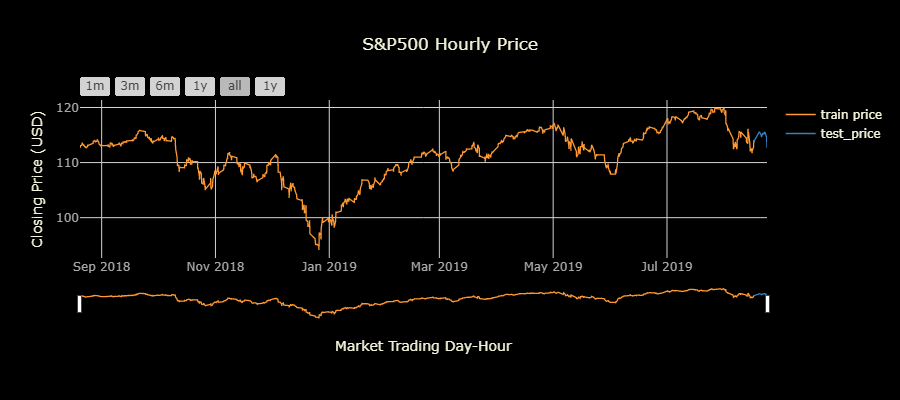 S&P500 Hourly Price
1m 3m 6m 1y all 1y
train price
test_price
Closing Price (USD)
120
110
100
Sep 2018 Nov 2018 Jan 2019 Mar 2019 May 2019 Jul 2019
Market Trading Day-Hour